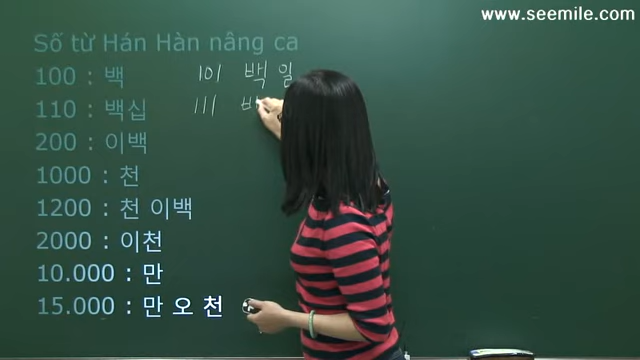 www.seemile.com
Số từ Hán Hàn nâng ca
100 : 백
101 백 일
110 : 백십
111
200 : 이백
1000 : 천
1200 : 천 이백
2000 : 이천
10.000 : 만
15.000 : 만 오 천